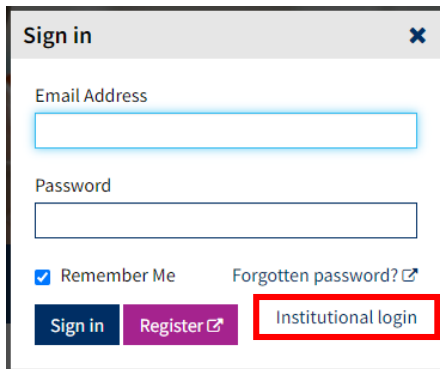 Sign in
Email Address
Password
Remember Me Forgotten password?
Sign in Register Institutional login